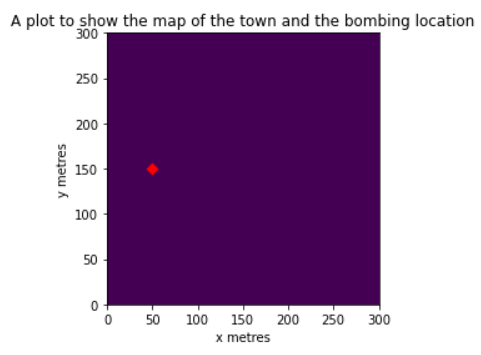 A plot to show the map of the town and the bombing location
300
250
200
150
100
50
0
y metres
0 50 100 150 200 250 300
x metres